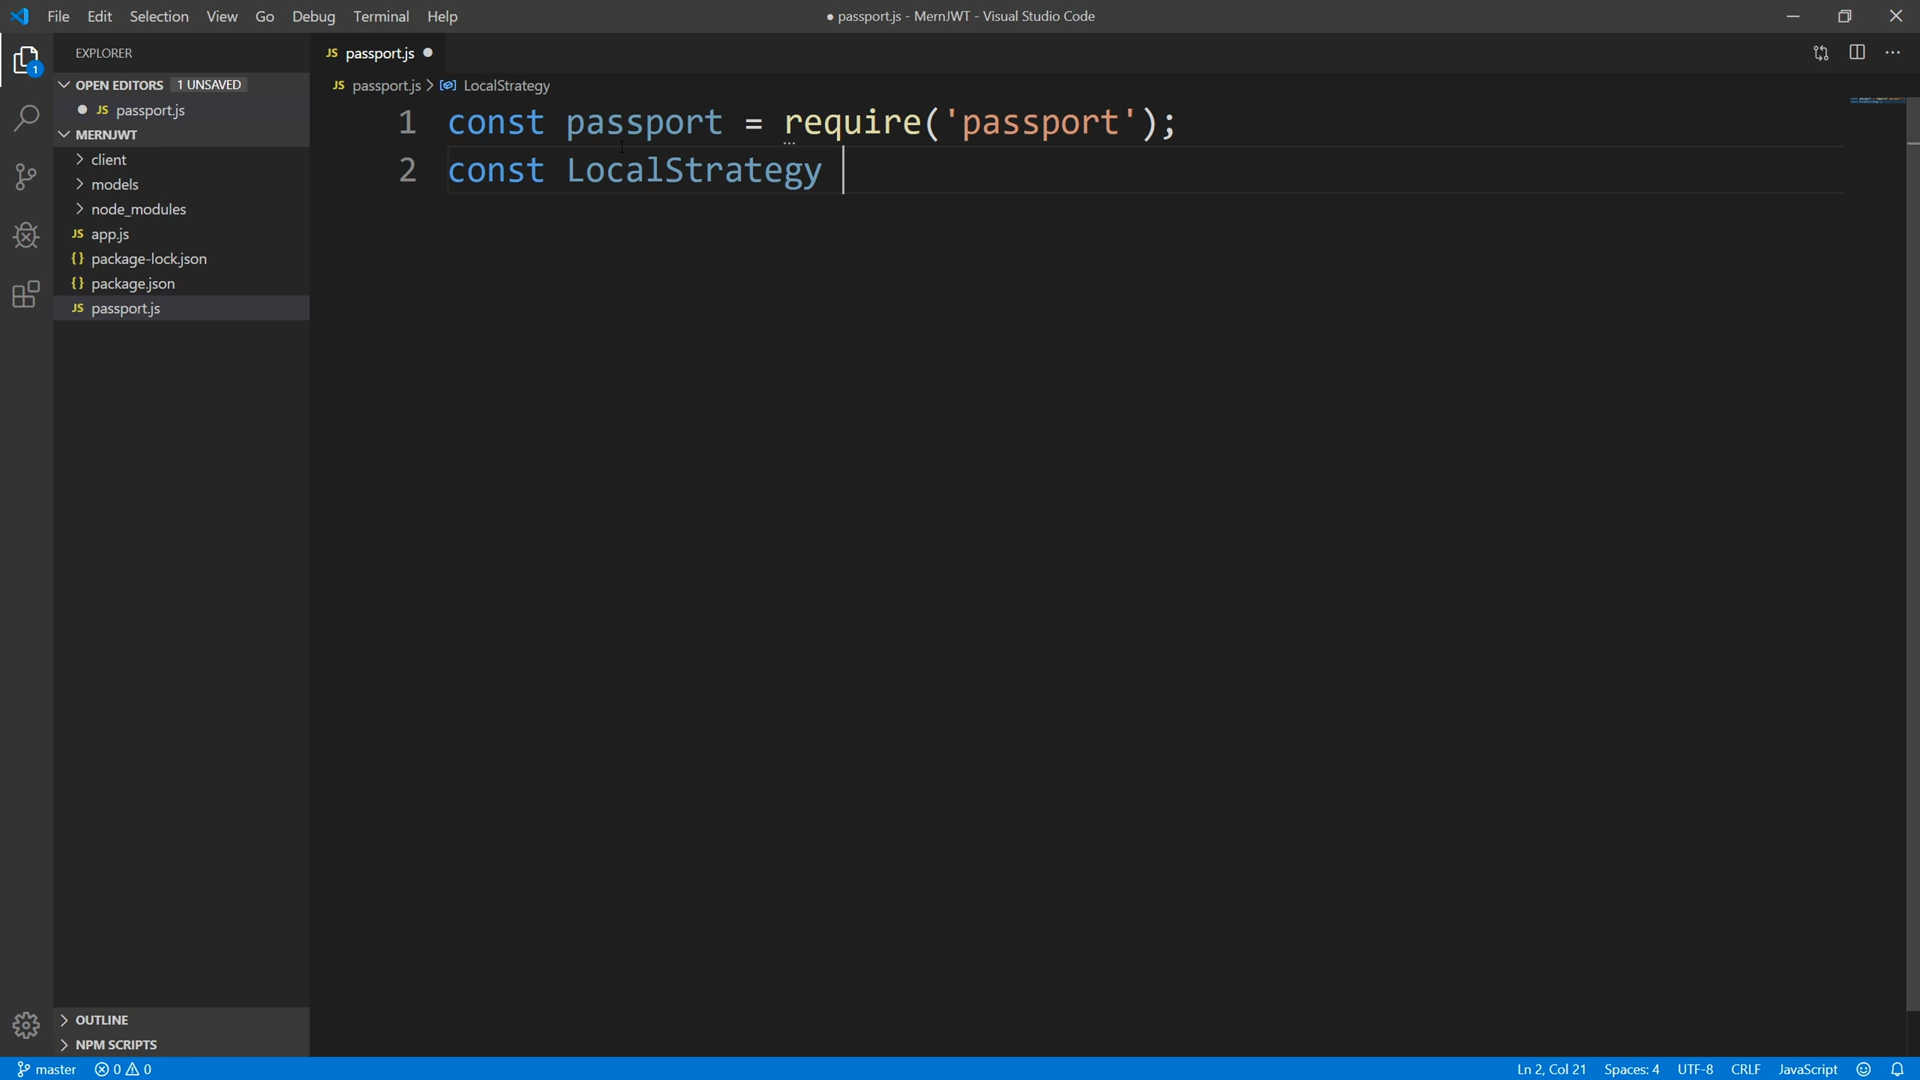 File Edit Selection View Go Debug Terminal Help
● passport.js - MernJWT - Visual Studio Code
1
EXPLORER
OPEN EDITORS 1 UNSAVED
JS passport.js
MERNJWT
client
models
node_modules
JS app.js
{} package-lock.json
{} package.json
JS passport.js
OUTLINE
NPM SCRIPTS
JS passport.js
JS passport.js > LocalStrategy
1 const passport = require('passport');
2 const LocalStrategy
master 0 0
Ln 2, Col 21 Spaces: 4 UTF-8 CRLF JavaScript